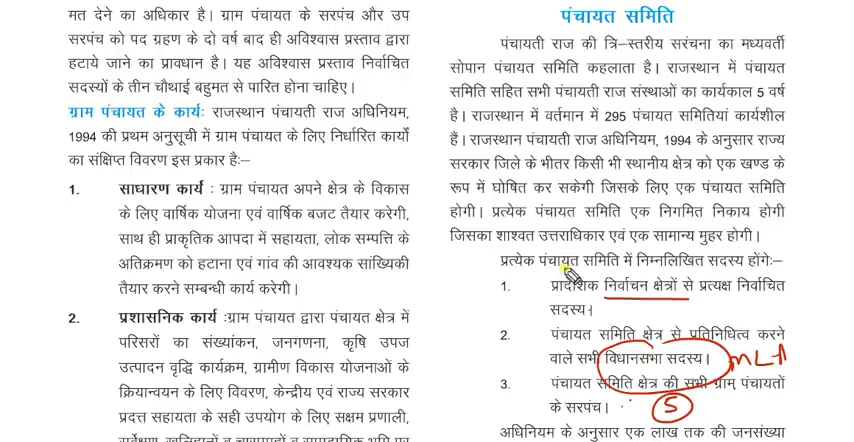 मत देने का अधिकार है। ग्राम पंचायत के सरपंच और उप
सरपंच को पद ग्रहण के दो वर्ष बाद ही अविश्वास प्रस्ताव द्वारा
हटाये जाने का प्रावधान है। यह अविश्वास प्रस्ताव निर्वाचित
सदस्यों के तीन चौथाई बहुमत से पारित होना चाहिए।
ग्राम पंचायत के कार्यः राजस्थान पंचायती राज अधिनियम,
1994 की प्रथम अनुसूची में ग्राम पंचायत के लिए निर्धारित कार्यों
का संक्षिप्त विवरण इस प्रकार है:–
1. साधारण कार्य : ग्राम पंचायत अपने क्षेत्र के विकास
के लिए वार्षिक योजना एवं वार्षिक बजट तैयार करेगी,
साथ ही प्राकृतिक आपदा में सहायता, लोक सम्पत्ति के
अतिक्रमण को हटाना एवं गांव की आवश्यक सांख्यिकी
तैयार करने सम्बन्धी कार्य करेगी।
2. प्रशासनिक कार्य :ग्राम पंचायत द्वारा पंचायत क्षेत्र में
परिसरों का संख्यांकन, जनगणना, कृषि उपज
उत्पादन वृद्धि कार्यक्रम, ग्रामीण विकास योजनाओं के
क्रियान्वयन के लिए विवरण, केन्द्रीय एवं राज्य सरकार
प्रदत्त सहायता के सही उपयोग के लिए सक्षम प्रणाली,
सर्वेक्षण, खलिहानों व चारागाहों व सामुदायिक भूमि पर
पंचायत समिति
पंचायती राज की त्रि–स्तरीय सरंचना का मध्यवर्ती
सोपान पंचायत समिति कहलाता है। राजस्थान में पंचायत
समिति सहित सभी पंचायती राज संस्थाओं का कार्यकाल 5 वर्ष
है। राजस्थान में वर्तमान में 295 पंचायत समितियां कार्यशील
हैं। राजस्थान पंचायती राज अधिनियम, 1994 के अनुसार राज्य
सरकार जिले के भीतर किसी भी स्थानीय क्षेत्र को एक खण्ड के
रूप में घोषित कर सकेगी जिसके लिए एक पंचायत समिति
होगी। प्रत्येक पंचायत समिति एक निगमित निकाय होगी
जिसका शाश्वत उत्तराधिकार एवं एक सामान्य मुहर होगी।
प्रत्येक पंचायत समिति में निम्नलिखित सदस्य होंगे:–
1. प्रादेशिक निर्वाचन क्षेत्रों से प्रत्यक्ष निर्वाचित
सदस्य।
2. पंचायत समिति क्षेत्र से प्रतिनिधित्व करने
वाले सभी विधानसभा सदस्य। MLA
3. पंचायत समिति क्षेत्र की सभी ग्राम पंचायतों
के सरपंच। 5
अधिनियम के अनुसार एक लाख तक की जनसंख्या